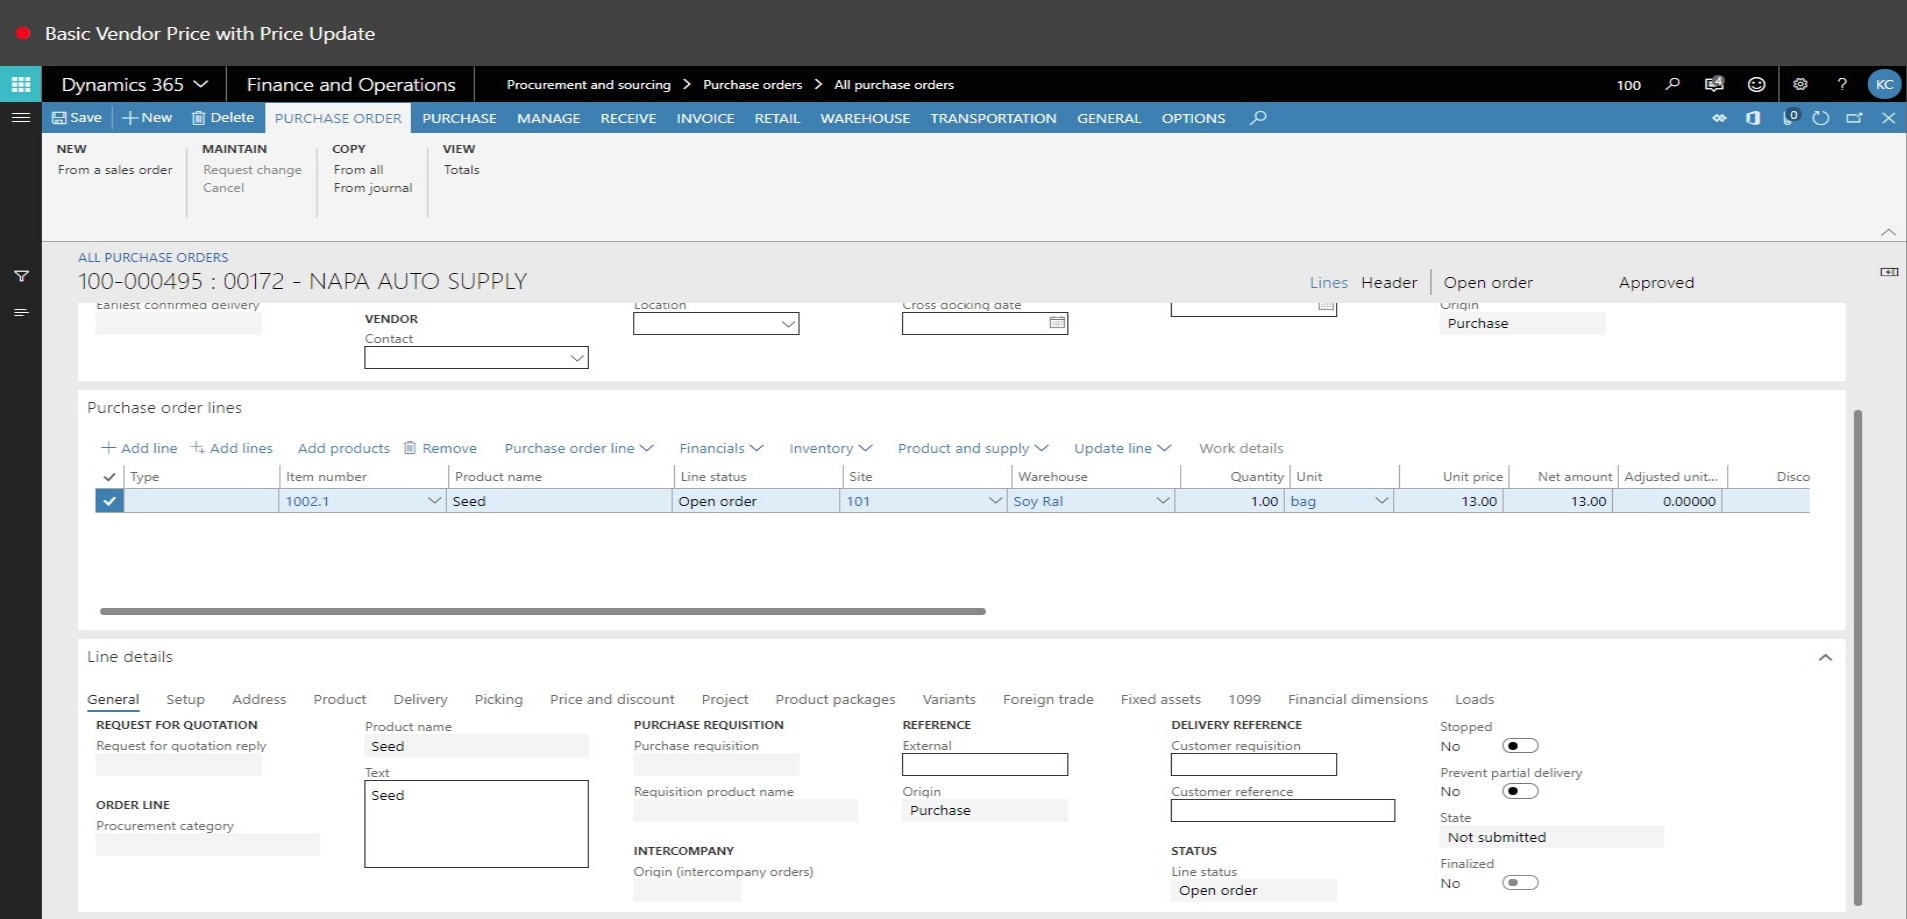 Basic Vendor Price with Price Update
Dynamics 365 Finance and Operations Procurement and sourcing > Purchase orders > All purchase orders 100 4 ? KC
Save + New Delete PURCHASE ORDER PURCHASE MANAGE RECEIVE INVOICE RETAIL WAREHOUSE TRANSPORTATION GENERAL OPTIONS 0
NEW MAINTAIN COPY VIEW
From a sales order Request change From all Totals
Cancel From journal
ALL PURCHASE ORDERS
100-000495 : 00172 - NAPA AUTO SUPPLY Lines Header Open order Approved
Earliest confirmed delivery Location Cross docking date Origin
VENDOR Purchase
Contact
Purchase order lines
+ Add line Add lines Add products Remove Purchase order line Financials Inventory Product and supply Update line Work details
Type Item number Product name Line status Site Warehouse Quantity Unit Unit price Net amount Adjusted unit... Disco
1002.1 Seed Open order 101 Soy Ral 1.00 bag 13.00 13.00 0.00000
Line details
General Setup Address Product Delivery Picking Price and discount Project Product packages Variants Foreign trade Fixed assets 1099 Financial dimensions Loads
REQUEST FOR QUOTATION
Request for quotation reply
ORDER LINE
Procurement category
Product name
Seed
Text
Seed
PURCHASE REQUISITION
Purchase requisition
Requisition product name
INTERCOMPANY
Origin (intercompany orders)
REFERENCE
External
Origin
Purchase
DELIVERY REFERENCE
Customer requisition
Customer reference
STATUS
Line status
Open order
Stopped
No
Prevent partial delivery
No
State
Not submitted
Finalized
No